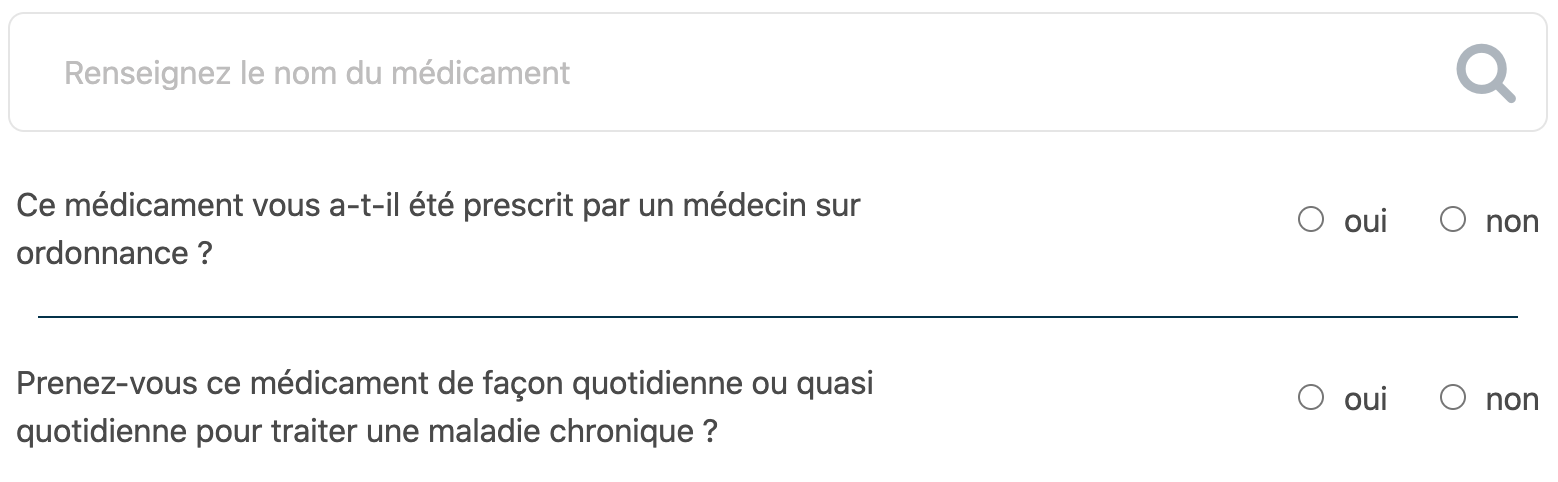 Renseignez le nom du médicament
Ce médicament vous a-t-il été prescrit par un médecin sur
ordonnance ?
oui non
Prenez-vous ce médicament de façon quotidienne ou quasi
quotidienne pour traiter une maladie chronique ?
oui non